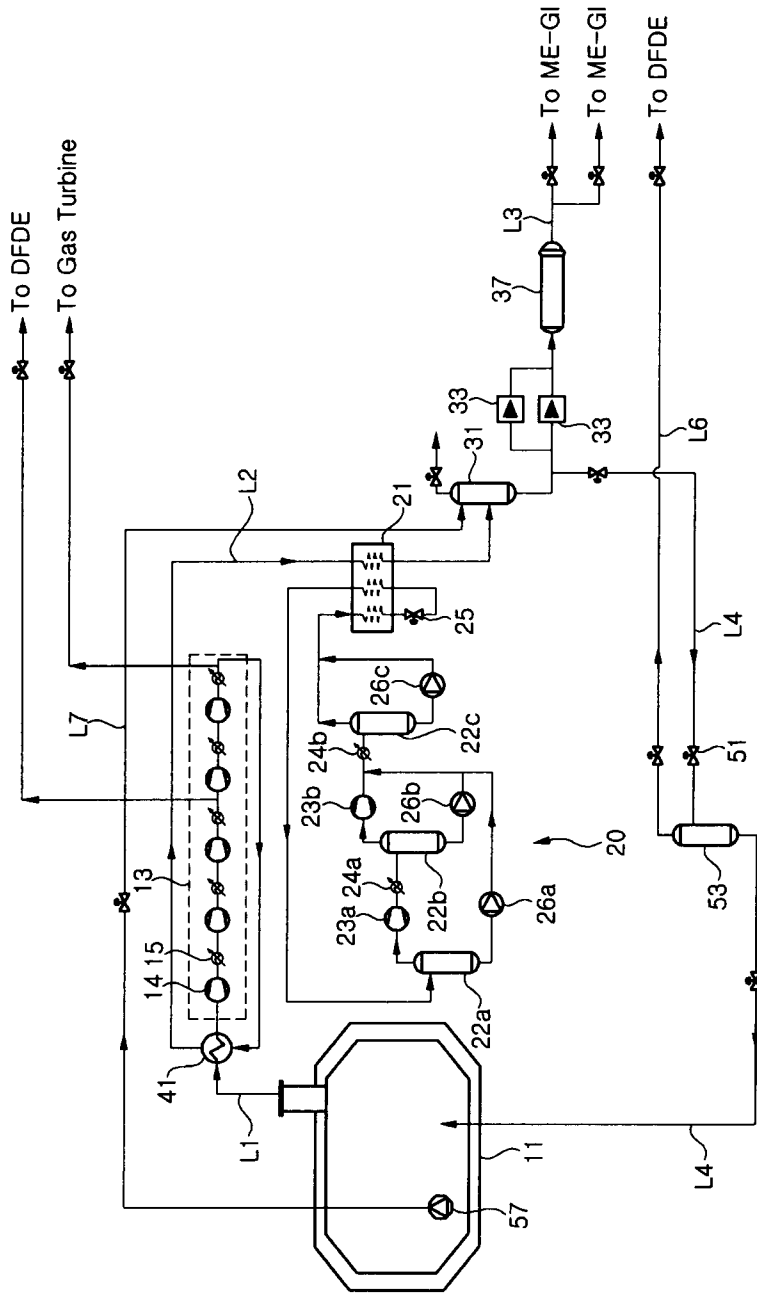 To DFDE
To Gas Turbine
To ME-GI
To ME-GI
To DFDE
L7
13
14
15
41
L1
L2
21
25
31
33
33
37
L3
L6
L4
51
53
20
26c
24b
22c
23b
26b
24a
22b
23a
26a
22a
11
57
L4